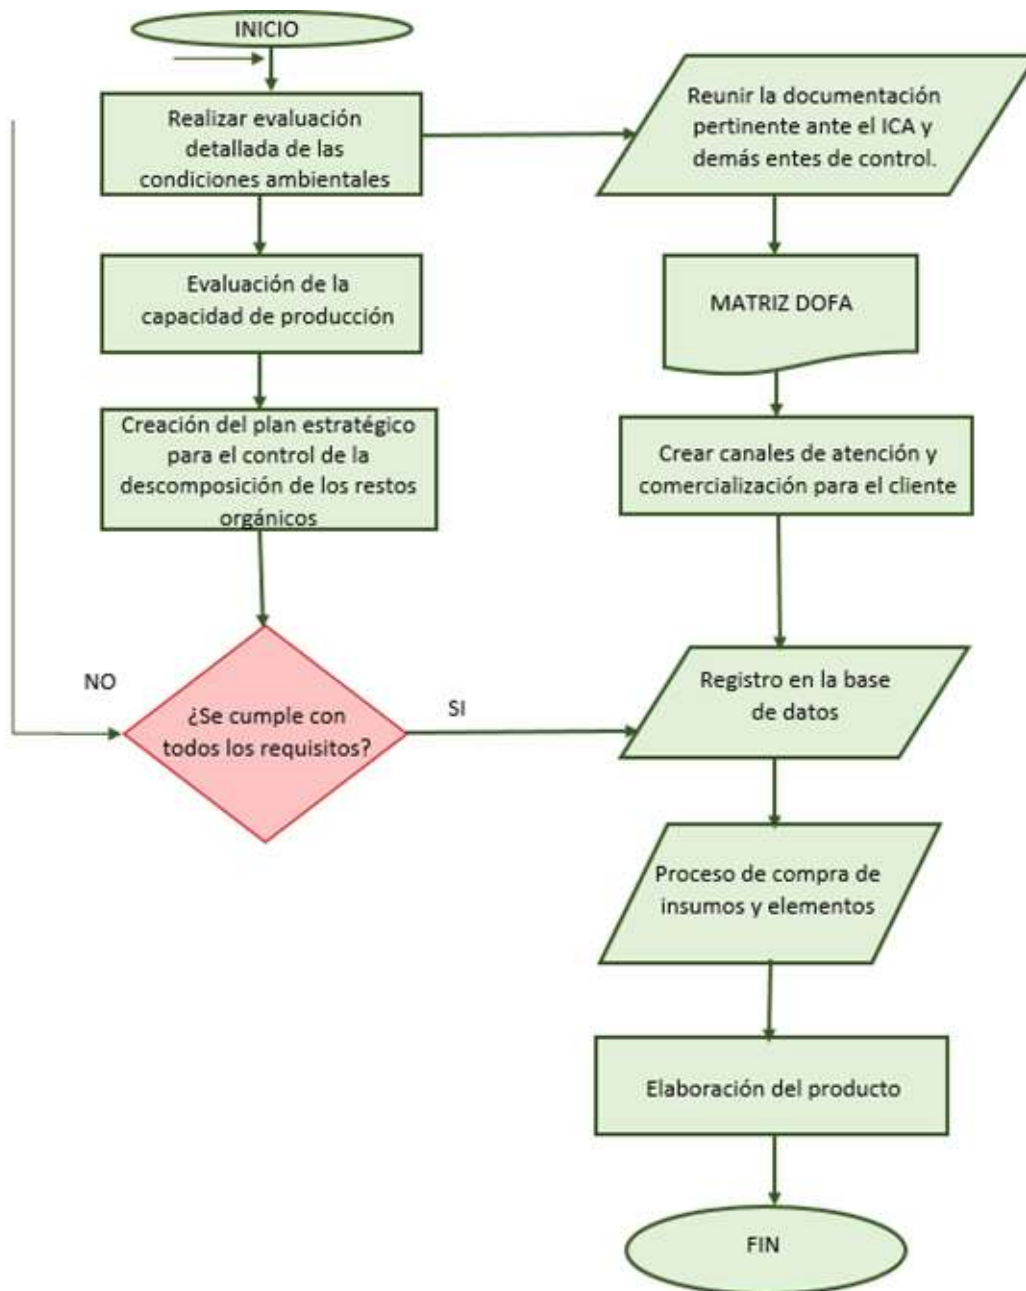 INICIO
Realizar evaluación
detallada de las
condiciones ambientales
Reunir la documentación
pertinente ante el ICA y
demás entes de control.
Evaluación de la
capacidad de producción
MATRIZ DOFA
Creación del plan estratégico
para el control de la
descomposición de los restos
orgánicos
Crear canales de atención y
comercialización para el cliente
NO
¿Se cumple con
todos los requisitos?
SI
Registro en la base
de datos
Proceso de compra de
insumos y elementos
Elaboración del producto
FIN